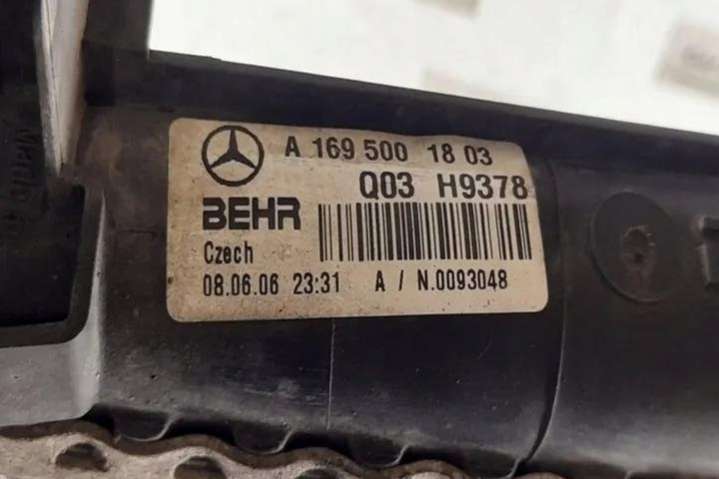 A 169 500 18 03
Q03 H9378
BEHR
Czech
08.06.06 23:31 A / N.0093048